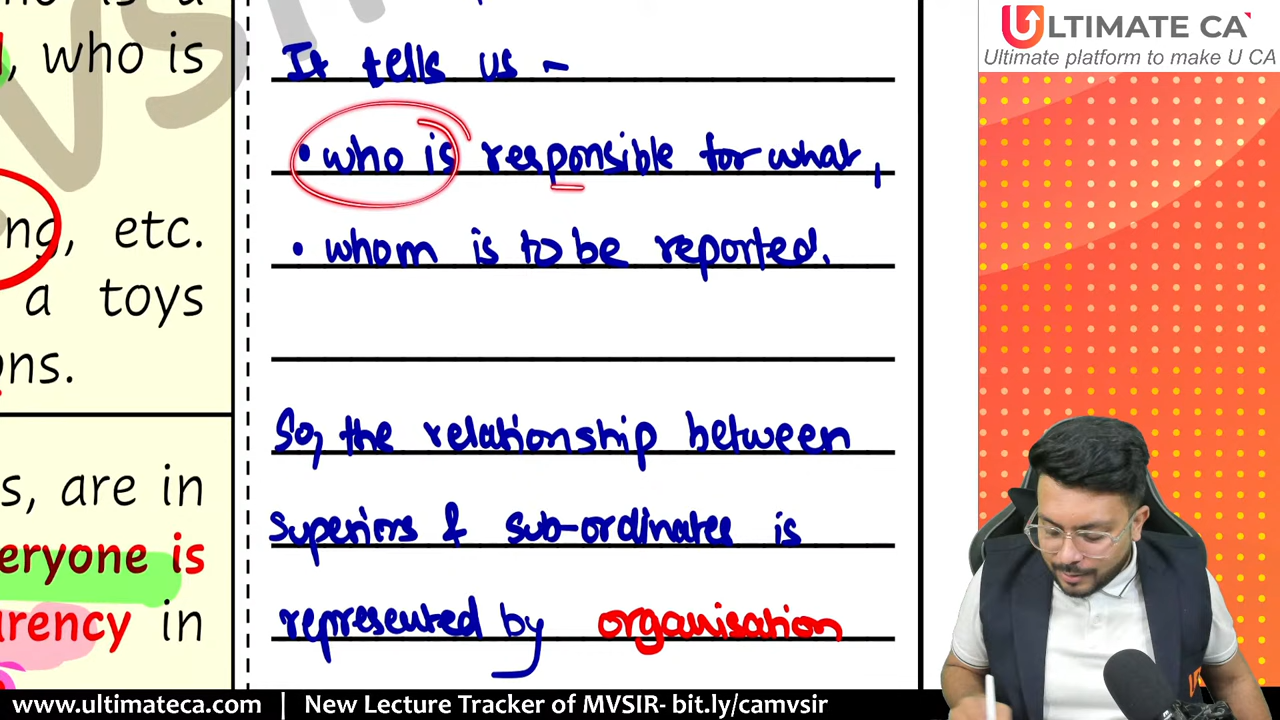 ULTIMATE CA
Ultimate platform to make U CA
, who is
ng, etc.
a toys
ns.
s, are in
eryone is
rency in
It tells us -
• who is responsible for what,
• whom is to be reported.
So, the relationship between
superiors & sub-ordinates is
represented by organisation
www.ultimateca.com | New Lecture Tracker of MVSIR- bit.ly/camvsir